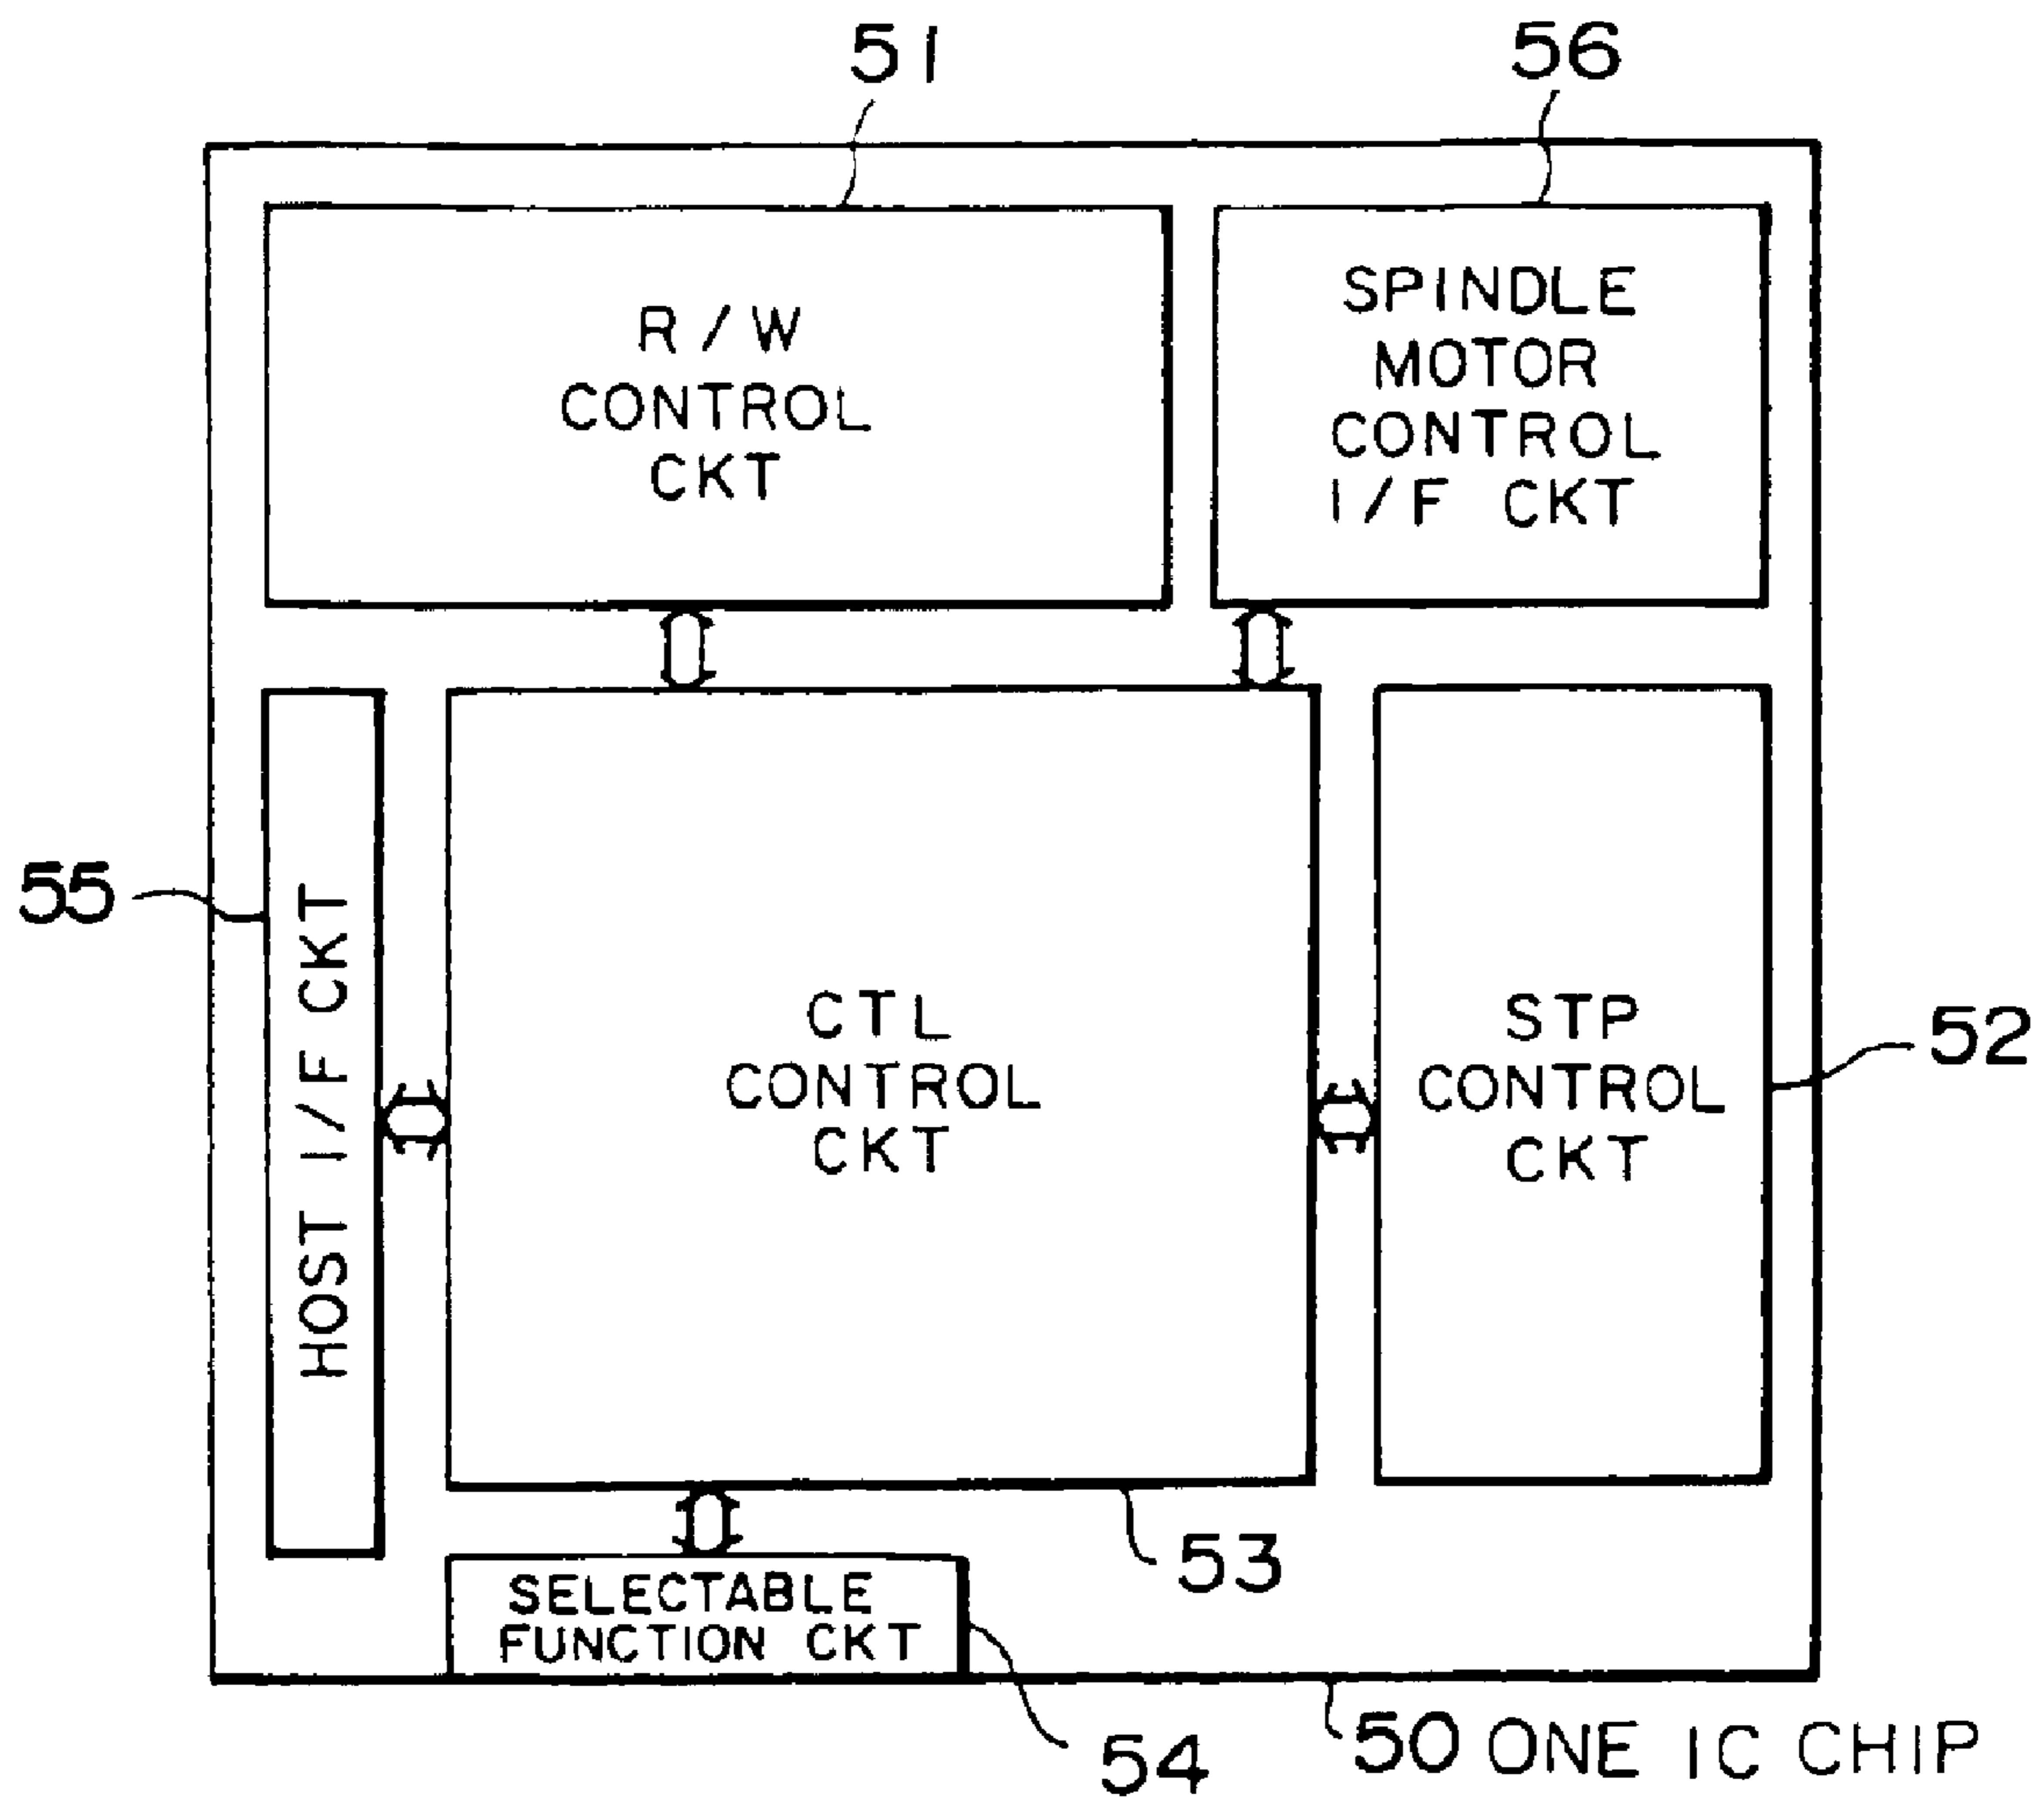 51
56
R/W
CONTROL
CKT
SPINDLE
MOTOR
CONTROL
I/F CKT
55
HOST I/F CKT
CTL
CONTROL
CKT
STP
CONTROL
CKT
52
53
SELECTABLE
FUNCTION CKT
54
50 ONE IC CHIP